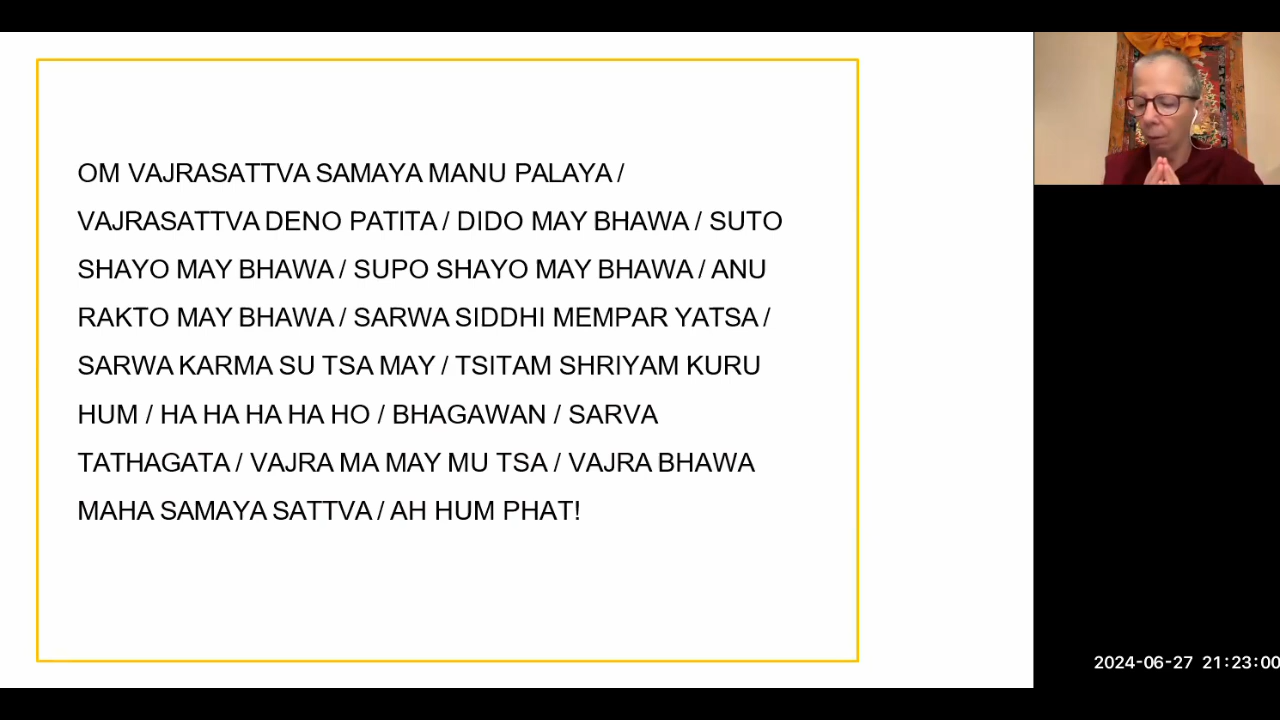 OM VAJRASATTVA SAMAYA MANU PALAYA /
VAJRASATTVA DENO PATITA / DIDO MAY BHAWA / SUTO
SHAYO MAY BHAWA / SUPO SHAYO MAY BHAWA / ANU
RAKTO MAY BHAWA / SARWA SIDDHI MEMPAR YATSA /
SARWA KARMA SU TSA MAY / TSITAM SHRIYAM KURU
HUM / HA HA HA HA HO / BHAGAWAN / SARVA
TATHAGATA / VAJRA MA MAY MU TSA / VAJRA BHAWA
MAHA SAMAYA SATTVA / AH HUM PHAT!
2024-06-27 21:23:00